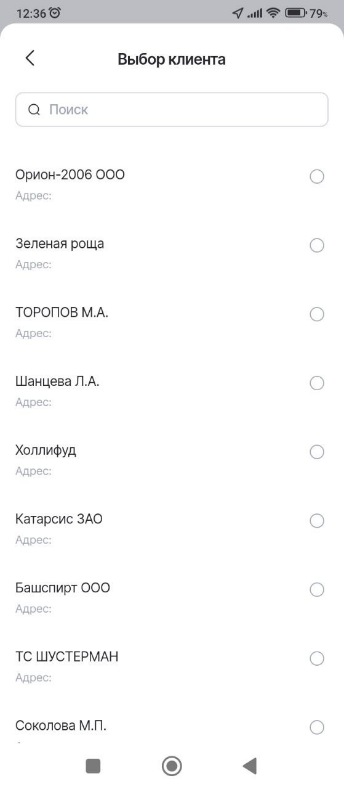 12:36
79%
Выбор клиента
Поиск
Орион-2006 ООО
Адрес:
Зеленая роща
Адрес:
ТОРОПОВ М.А.
Адрес:
Шанцева Л.А.
Адрес:
Холлифуд
Адрес:
Катарсис ЗАО
Адрес:
Башспирт ООО
Адрес:
ТС ШУСТЕРМАН
Адрес:
Соколова М.П.